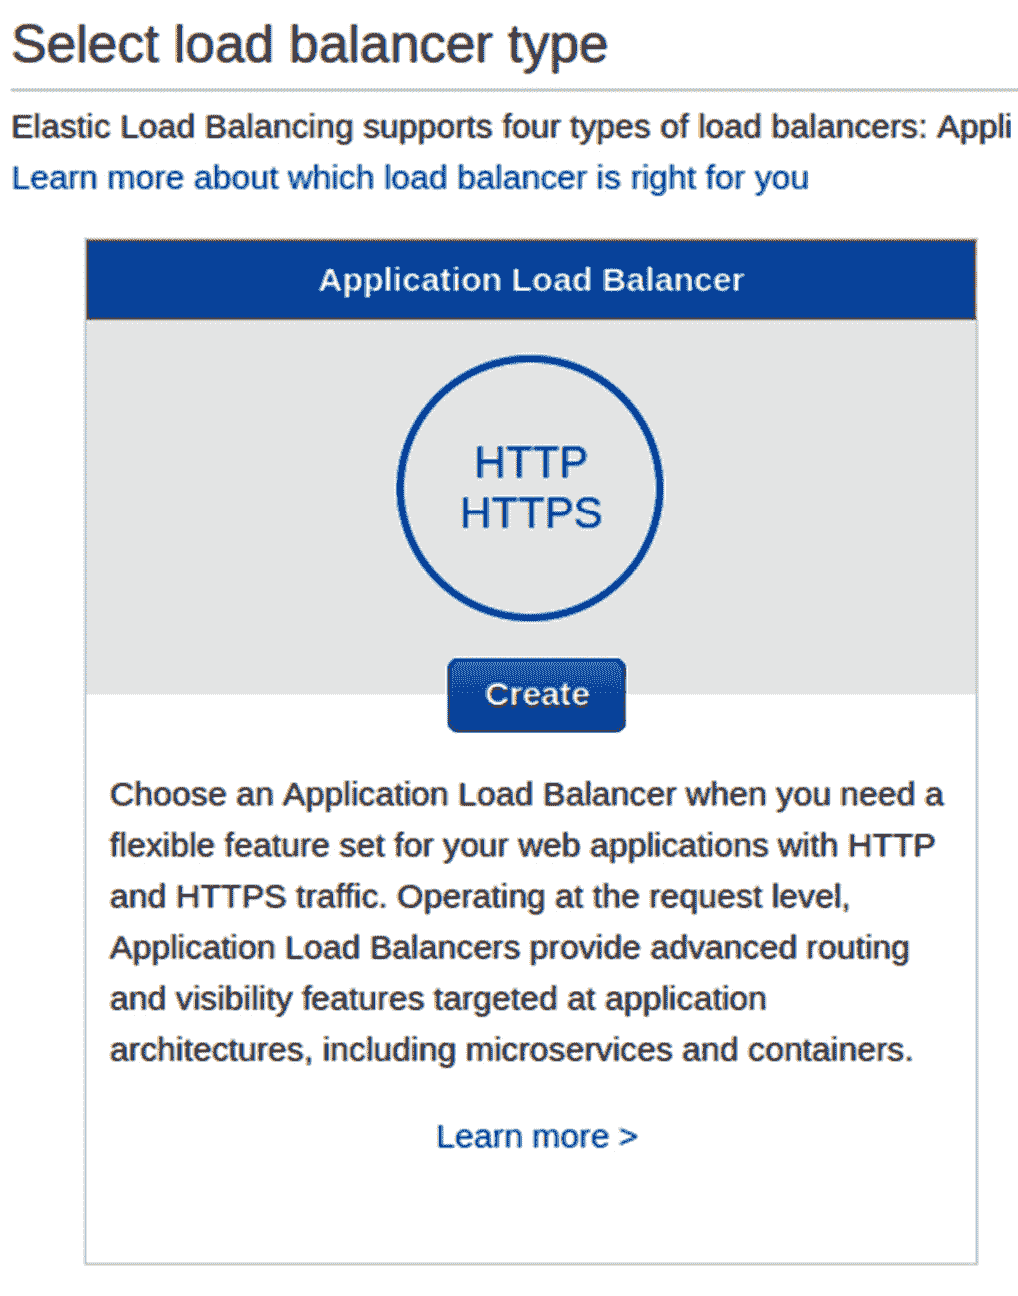 Select load balancer type
Elastic Load Balancing supports four types of load balancers: Appli
Learn more about which load balancer is right for you
Application Load Balancer
HTTP
HTTPS
Create
Choose an Application Load Balancer when you need a
flexible feature set for your web applications with HTTP
and HTTPS traffic. Operating at the request level,
Application Load Balancers provide advanced routing
and visibility features targeted at application
architectures, including microservices and containers.
Learn more >